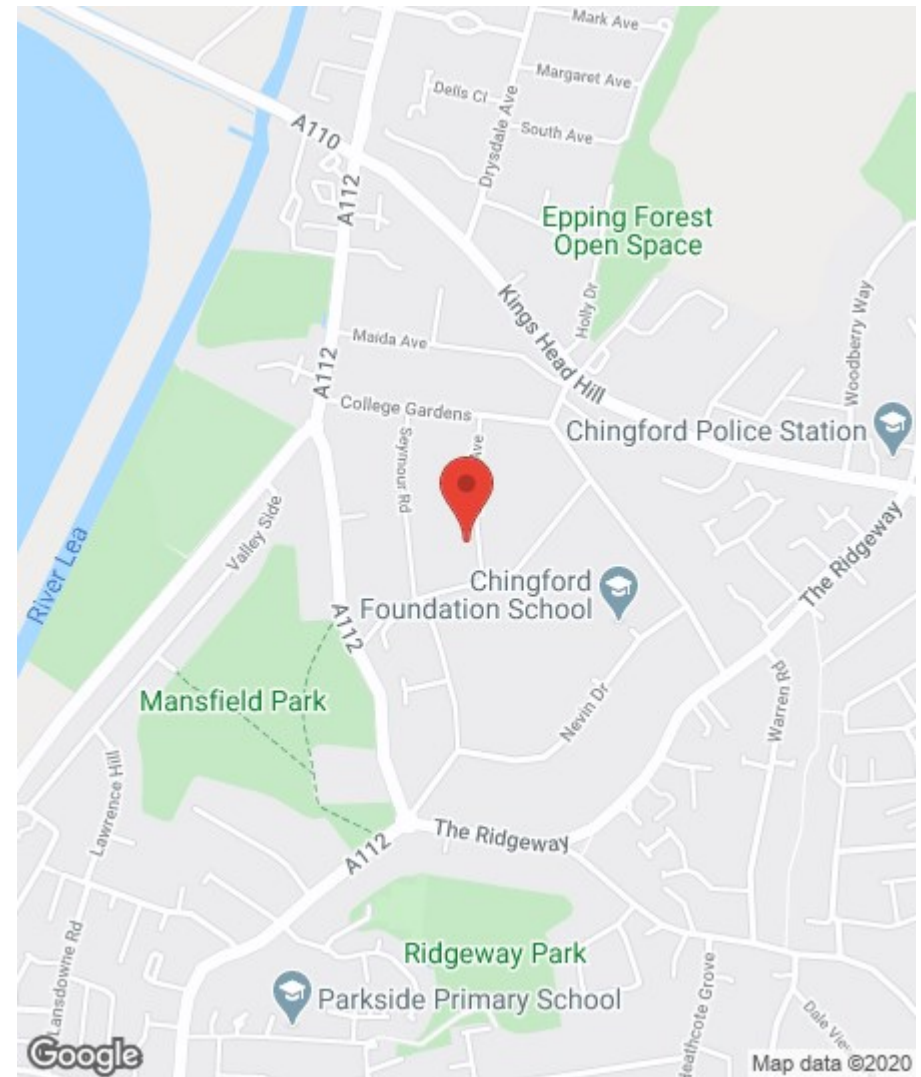 Mark Ave
Margaret Ave
Dells Cl
South Ave
Drysdale Ave
A110
A112
Epping Forest
Open Space
Kings Head Hill
Holly Dr
Woodberry Way
Maida Ave
A112
College Gardens
Chingford Police Station
Seymour Rd
Ave
Valley Side
River Lea
The Ridgeway
Chingford
Foundation School
A112
Mansfield Park
Nevin Dr
Warren Rd
Lawrence Hill
The Ridgeway
A112
Lansdowne Rd
Ridgeway Park
Parkside Primary School
Heathcote Grove
Dale View
Google
Map data ©2020